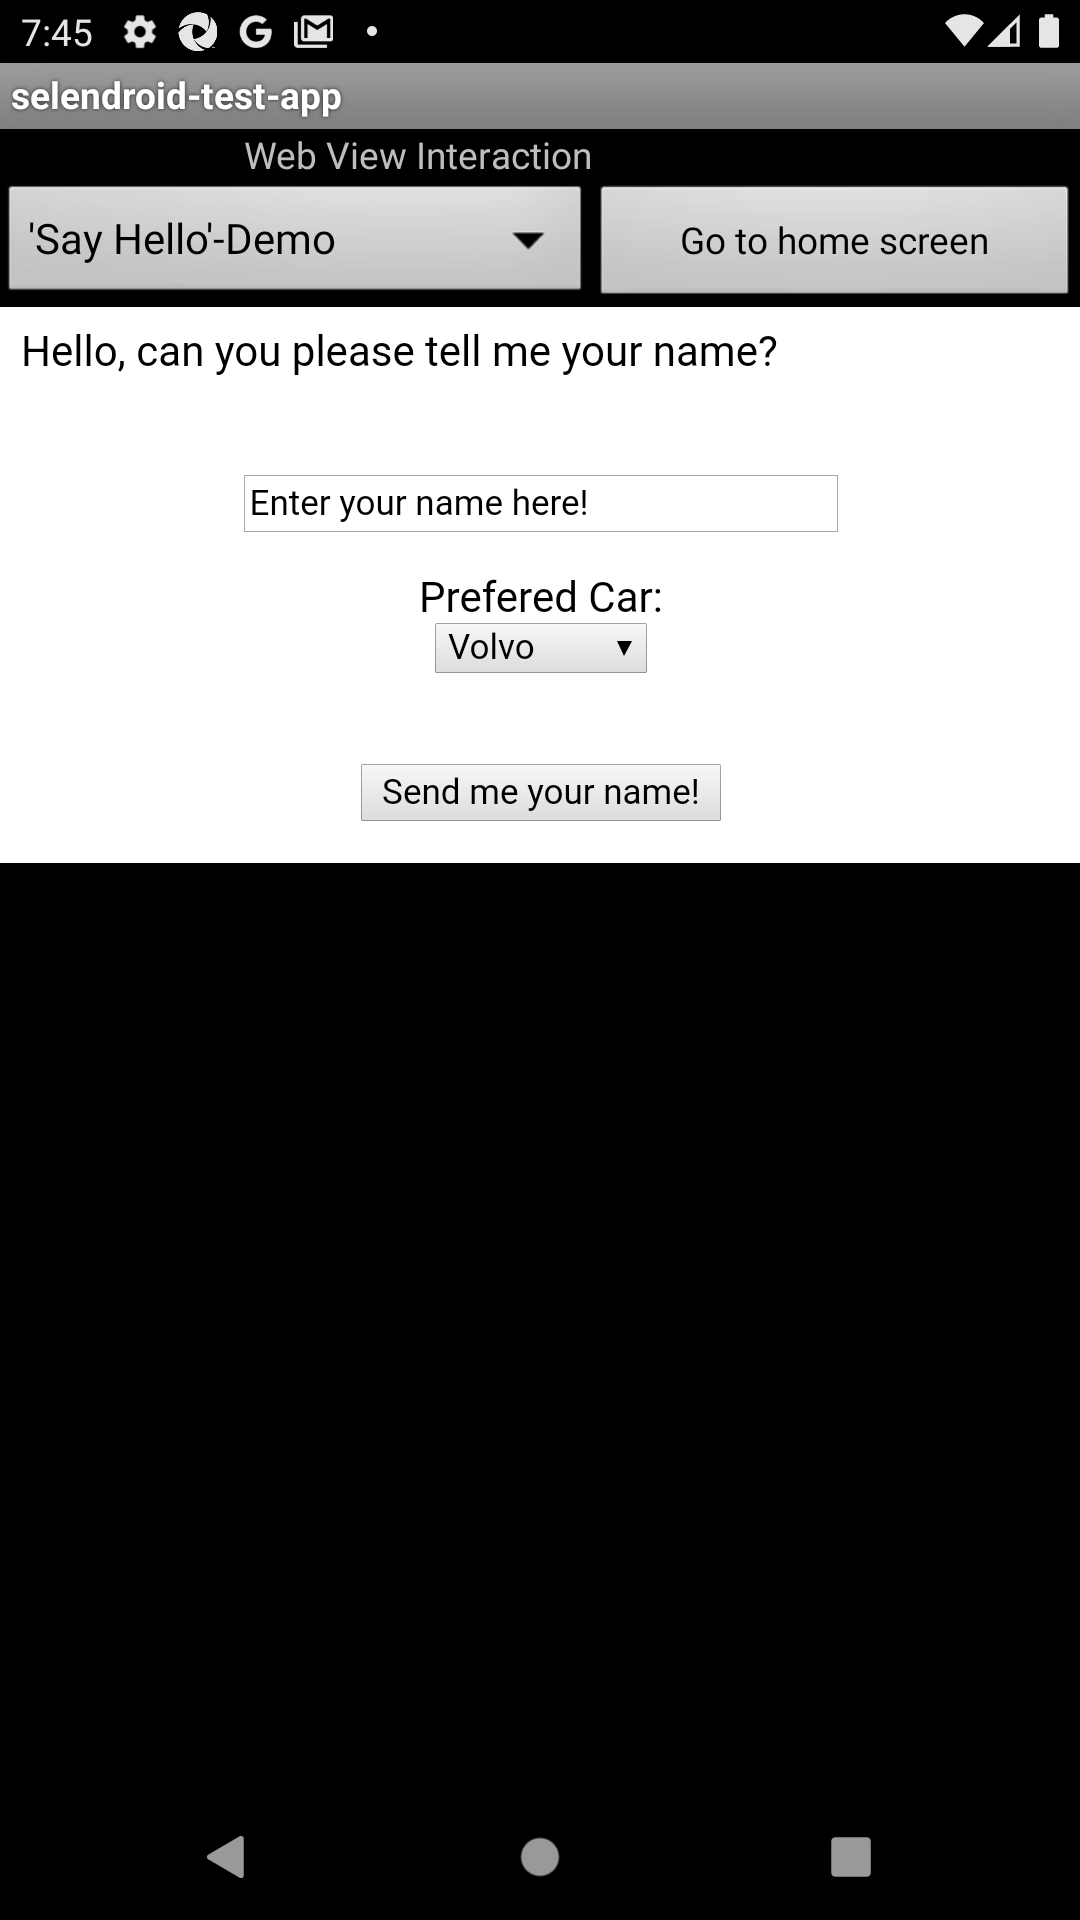 7:45
selendroid-test-app
Web View Interaction
'Say Hello'-Demo
Go to home screen
Hello, can you please tell me your name?
Enter your name here!
Prefered Car:
Volvo
Send me your name!